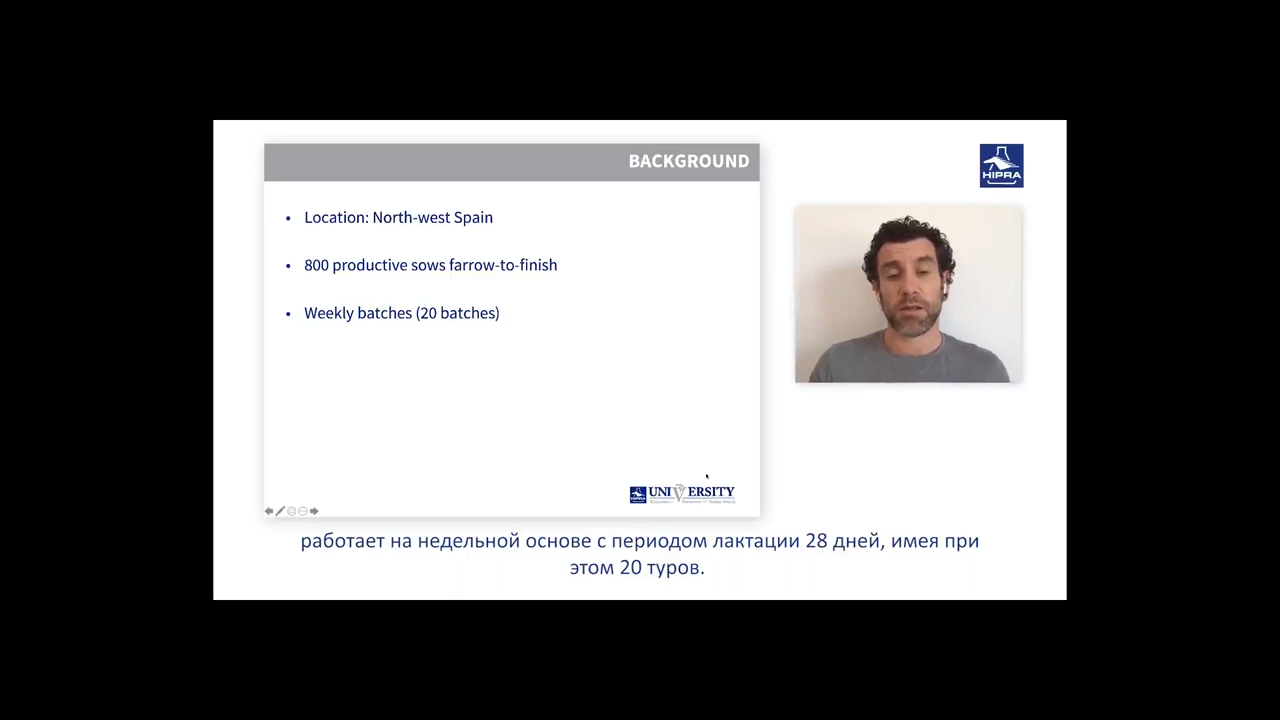 BACKGROUND
HIPRA
• Location: North-west Spain
• 800 productive sows farrow-to-finish
• Weekly batches (20 batches)
HIPRA UNIVERSITY
работает на недельной основе с периодом лактации 28 дней, имея при
этом 20 туров.